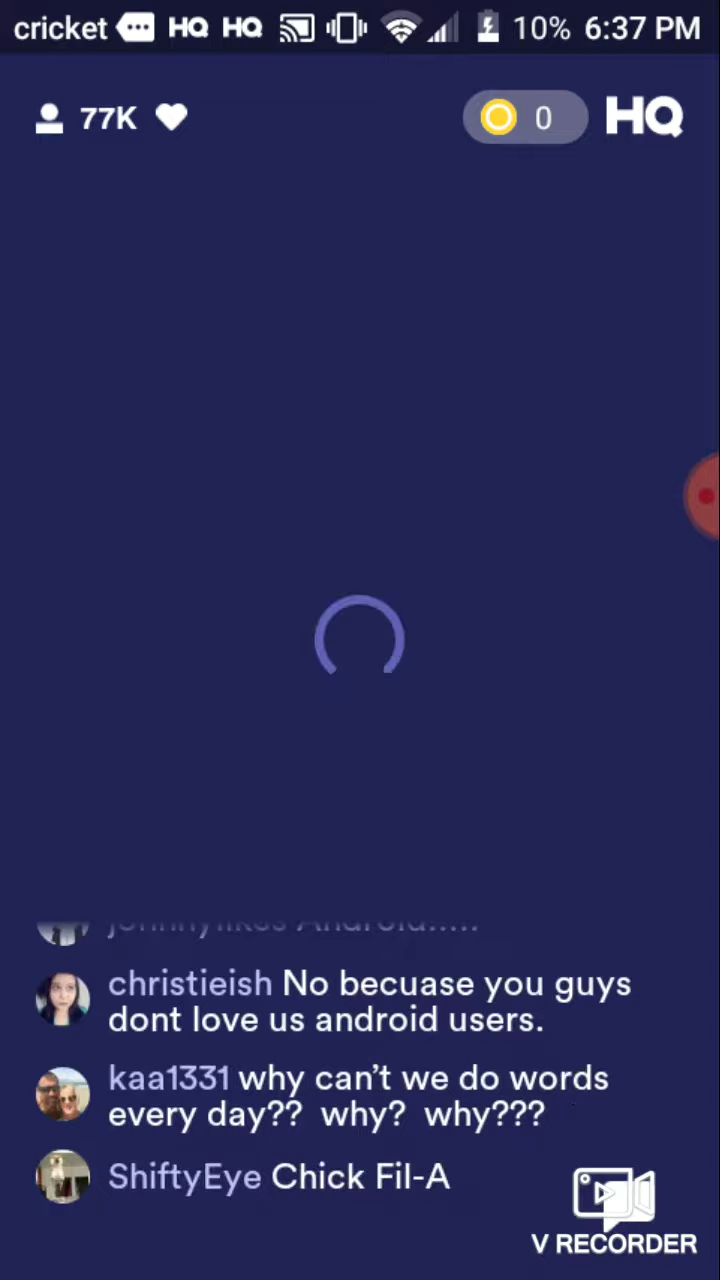 cricket HQ HQ 10% 6:37 PM
77K 0 HQ
christieish No becuase you guys
dont love us android users.
kaa1331 why can't we do words
every day?? why? why???
ShiftyEye Chick Fil-A
V RECORDER